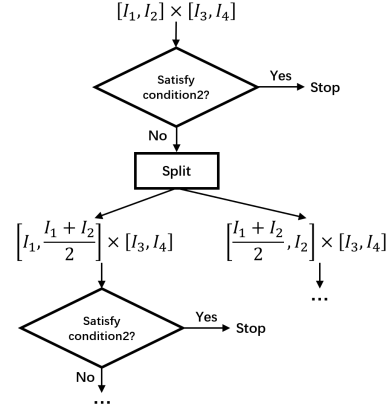 [I₁, I₂] × [I₃, I₄]
Satisfy
condition2?
Yes
Stop
No
Split
[I₁, (I₁ + I₂)/2] × [I₃, I₄]
[(I₁ + I₂)/2, I₂] × [I₃, I₄]
...
Satisfy
condition2?
Yes
Stop
No
...